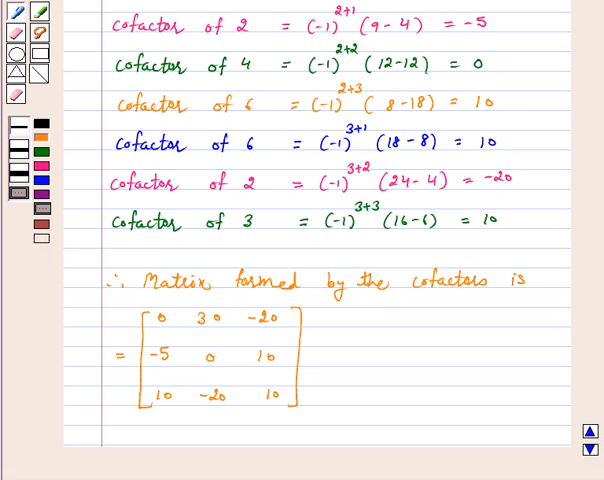 cofactor of 2 = (-1)^{2+1} (9-4) = -5
cofactor of 4 = (-1)^{2+2} (12-12) = 0
cofactor of 6 = (-1)^{2+3} (8-18) = 10
cofactor of 6 = (-1)^{3+1} (18-8) = 10
cofactor of 2 = (-1)^{3+2} (24-4) = -20
cofactor of 3 = (-1)^{3+3} (16-6) = 10
∴ Matrix formed by the cofactors is
0 30 -20
= -5 0 10
10 -20 10